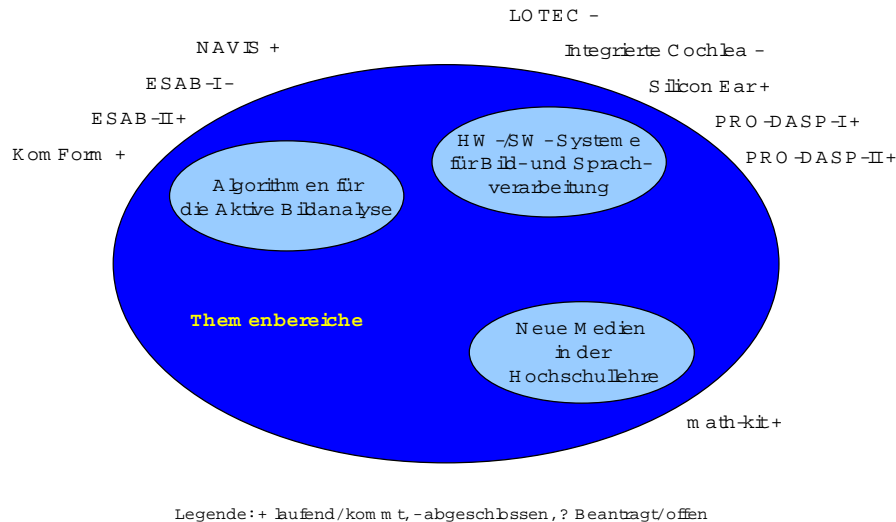 LOTEC -
NAVIS +
Integrierte Cochlea -
ESAB-I-
Silicon Ear +
ESAB-II+
PRO-DASP-I+
KomForm +
PRO-DASP-II+
HW-/SW-Systeme
für Bild- und Sprach-
verarbeitung
Algorithmen für
die Aktive Bildanalyse
Themenbereiche
Neue Medien
in der
Hochschullehre
math-kit+
Legende: + laufend/kommt, - abgeschlossen, ? Beantragt/offen